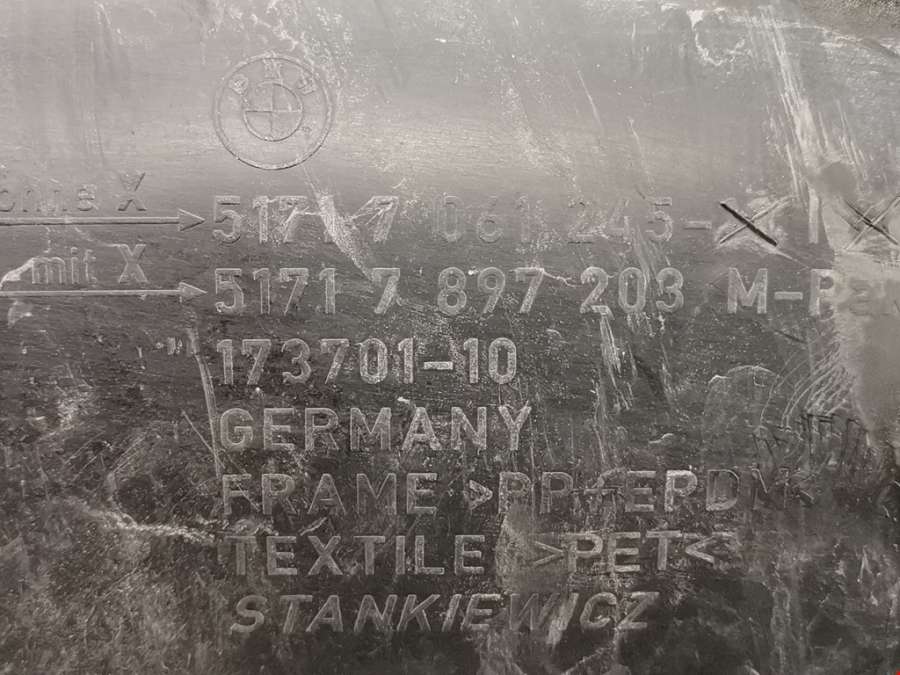 BMW
ohne X 5171 7 061 245-
mit X 5171 7 897 203 M-P
173701-10
GERMANY
FRAME >PP+EPDM
TEXTILE >PET<
STANKIEWICZ